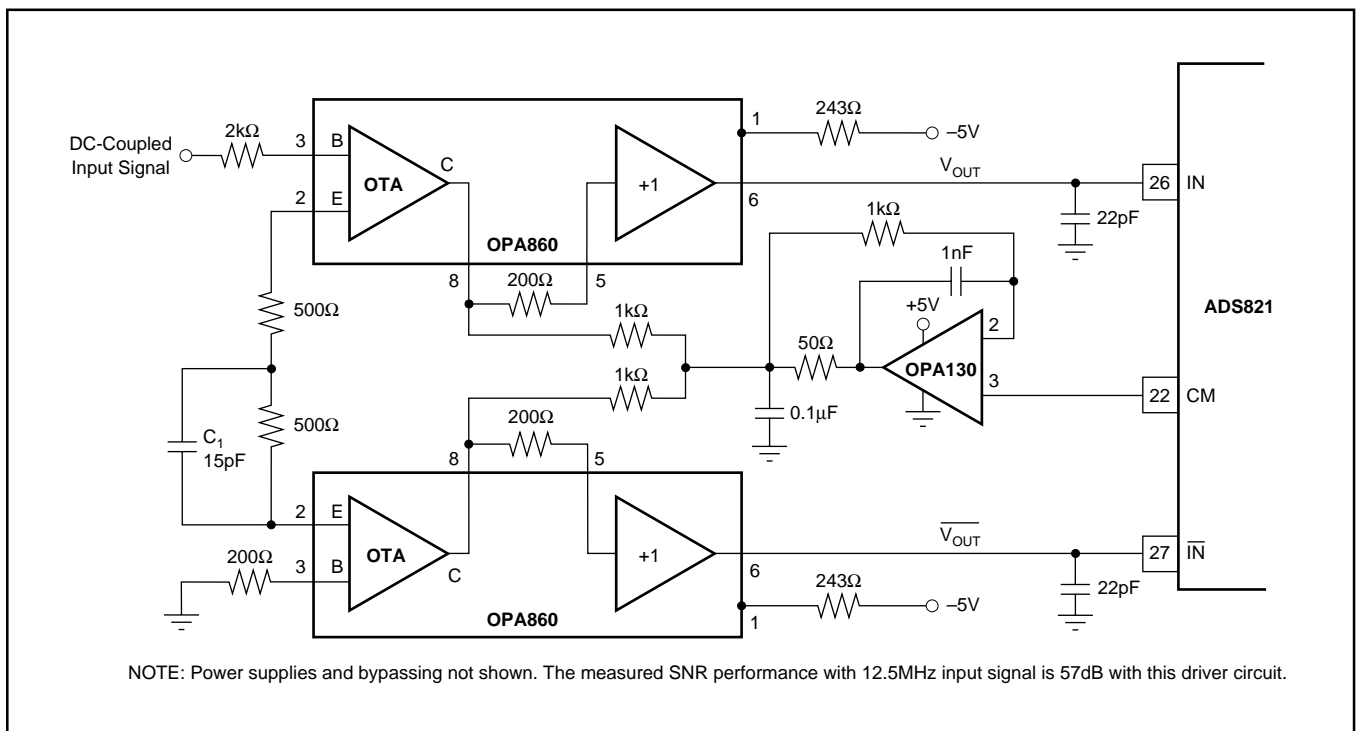 1
243Ω
–5V
2kΩ
DC-Coupled
Input Signal
3
B
C
OTA
+1
V_OUT
6
26
IN
2
E
OPA860
22pF
1kΩ
8
200Ω
5
1nF
500Ω
+5V
ADS821
1kΩ
50Ω
2
OPA130
3
22
CM
1kΩ
500Ω
0.1μF
C₁
15pF
200Ω
8
5
2
E
V_OUT
27
IN
OTA
+1
200Ω
3
B
C
6
243Ω
22pF
–5V
OPA860
1
NOTE: Power supplies and bypassing not shown. The measured SNR performance with 12.5MHz input signal is 57dB with this driver circuit.